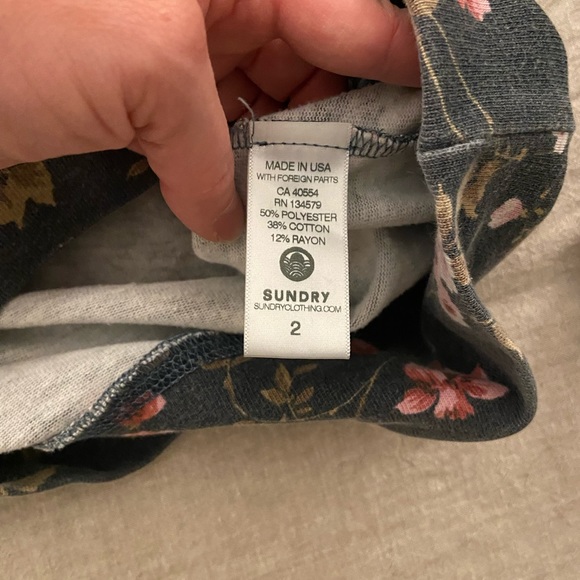 MADE IN USA
WITH FOREIGN PARTS
CA 40554
RN 134579
50% POLYESTER
38% COTTON
12% RAYON
SUNDRY
SUNDRYCLOTHING.COM
2